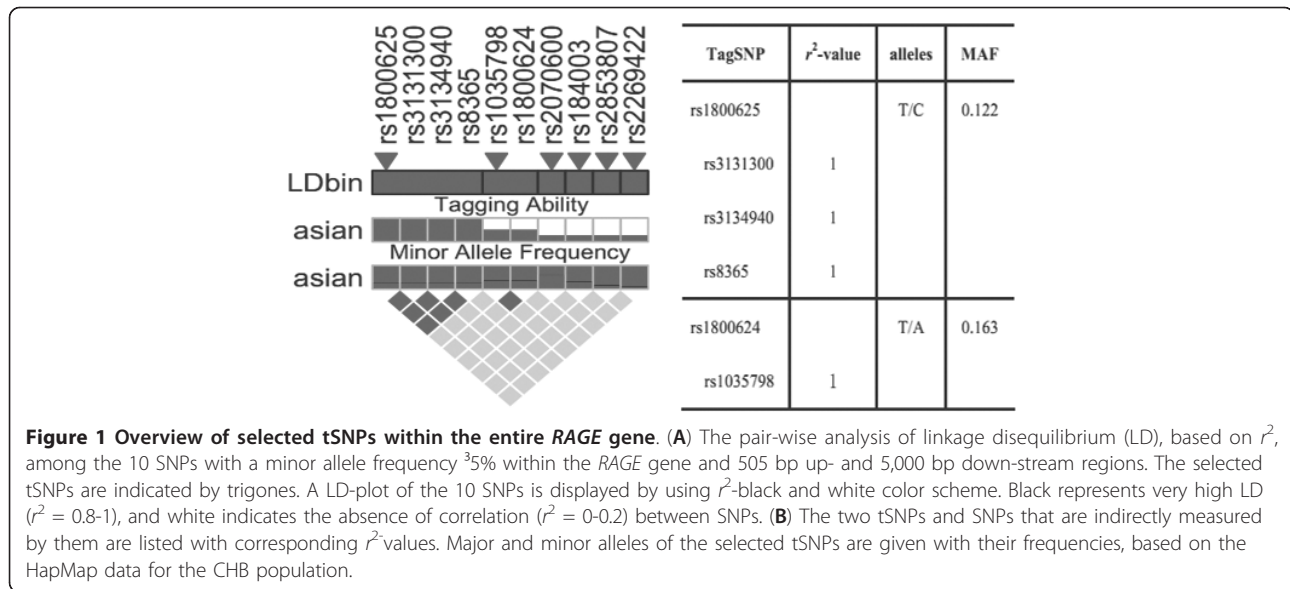 rs1800625
rs3131300
rs3134940
rs8365
rs1035798
rs1800624
rs2070600
rs184003
rs2853807
rs2269422
LDbin
Tagging Ability
asian
Minor Allele Frequency
asian
TagSNP r²-value alleles MAF
rs1800625 T/C 0.122
rs3131300 1
rs3134940 1
rs8365 1
rs1800624 T/A 0.163
rs1035798 1
Figure 1 Overview of selected tSNPs within the entire RAGE gene. (A) The pair-wise analysis of linkage disequilibrium (LD), based on r²,
among the 10 SNPs with a minor allele frequency ³5% within the RAGE gene and 505 bp up- and 5,000 bp down-stream regions. The selected
tSNPs are indicated by trigones. A LD-plot of the 10 SNPs is displayed by using r²-black and white color scheme. Black represents very high LD
(r² = 0.8-1), and white indicates the absence of correlation (r² = 0-0.2) between SNPs. (B) The two tSNPs and SNPs that are indirectly measured
by them are listed with corresponding r²-values. Major and minor alleles of the selected tSNPs are given with their frequencies, based on the
HapMap data for the CHB population.